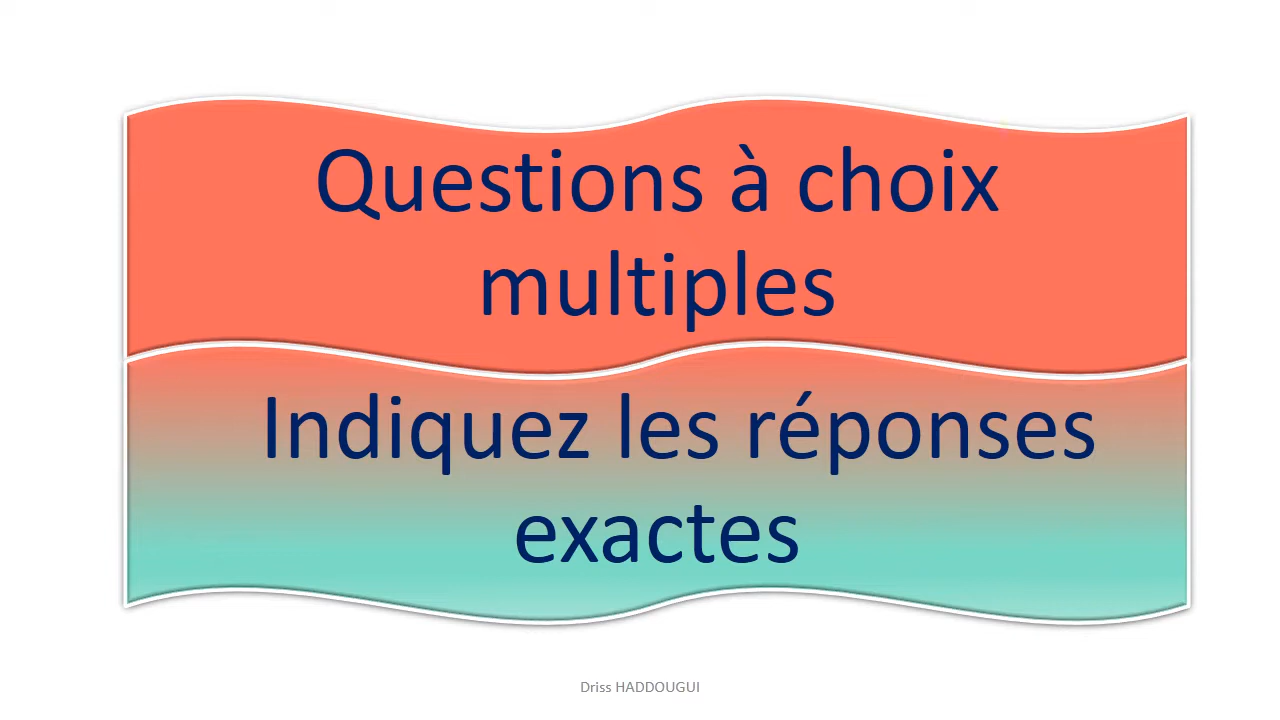 Questions à choix
multiples
Indiquez les réponses
exactes
Driss HADDOUGUI